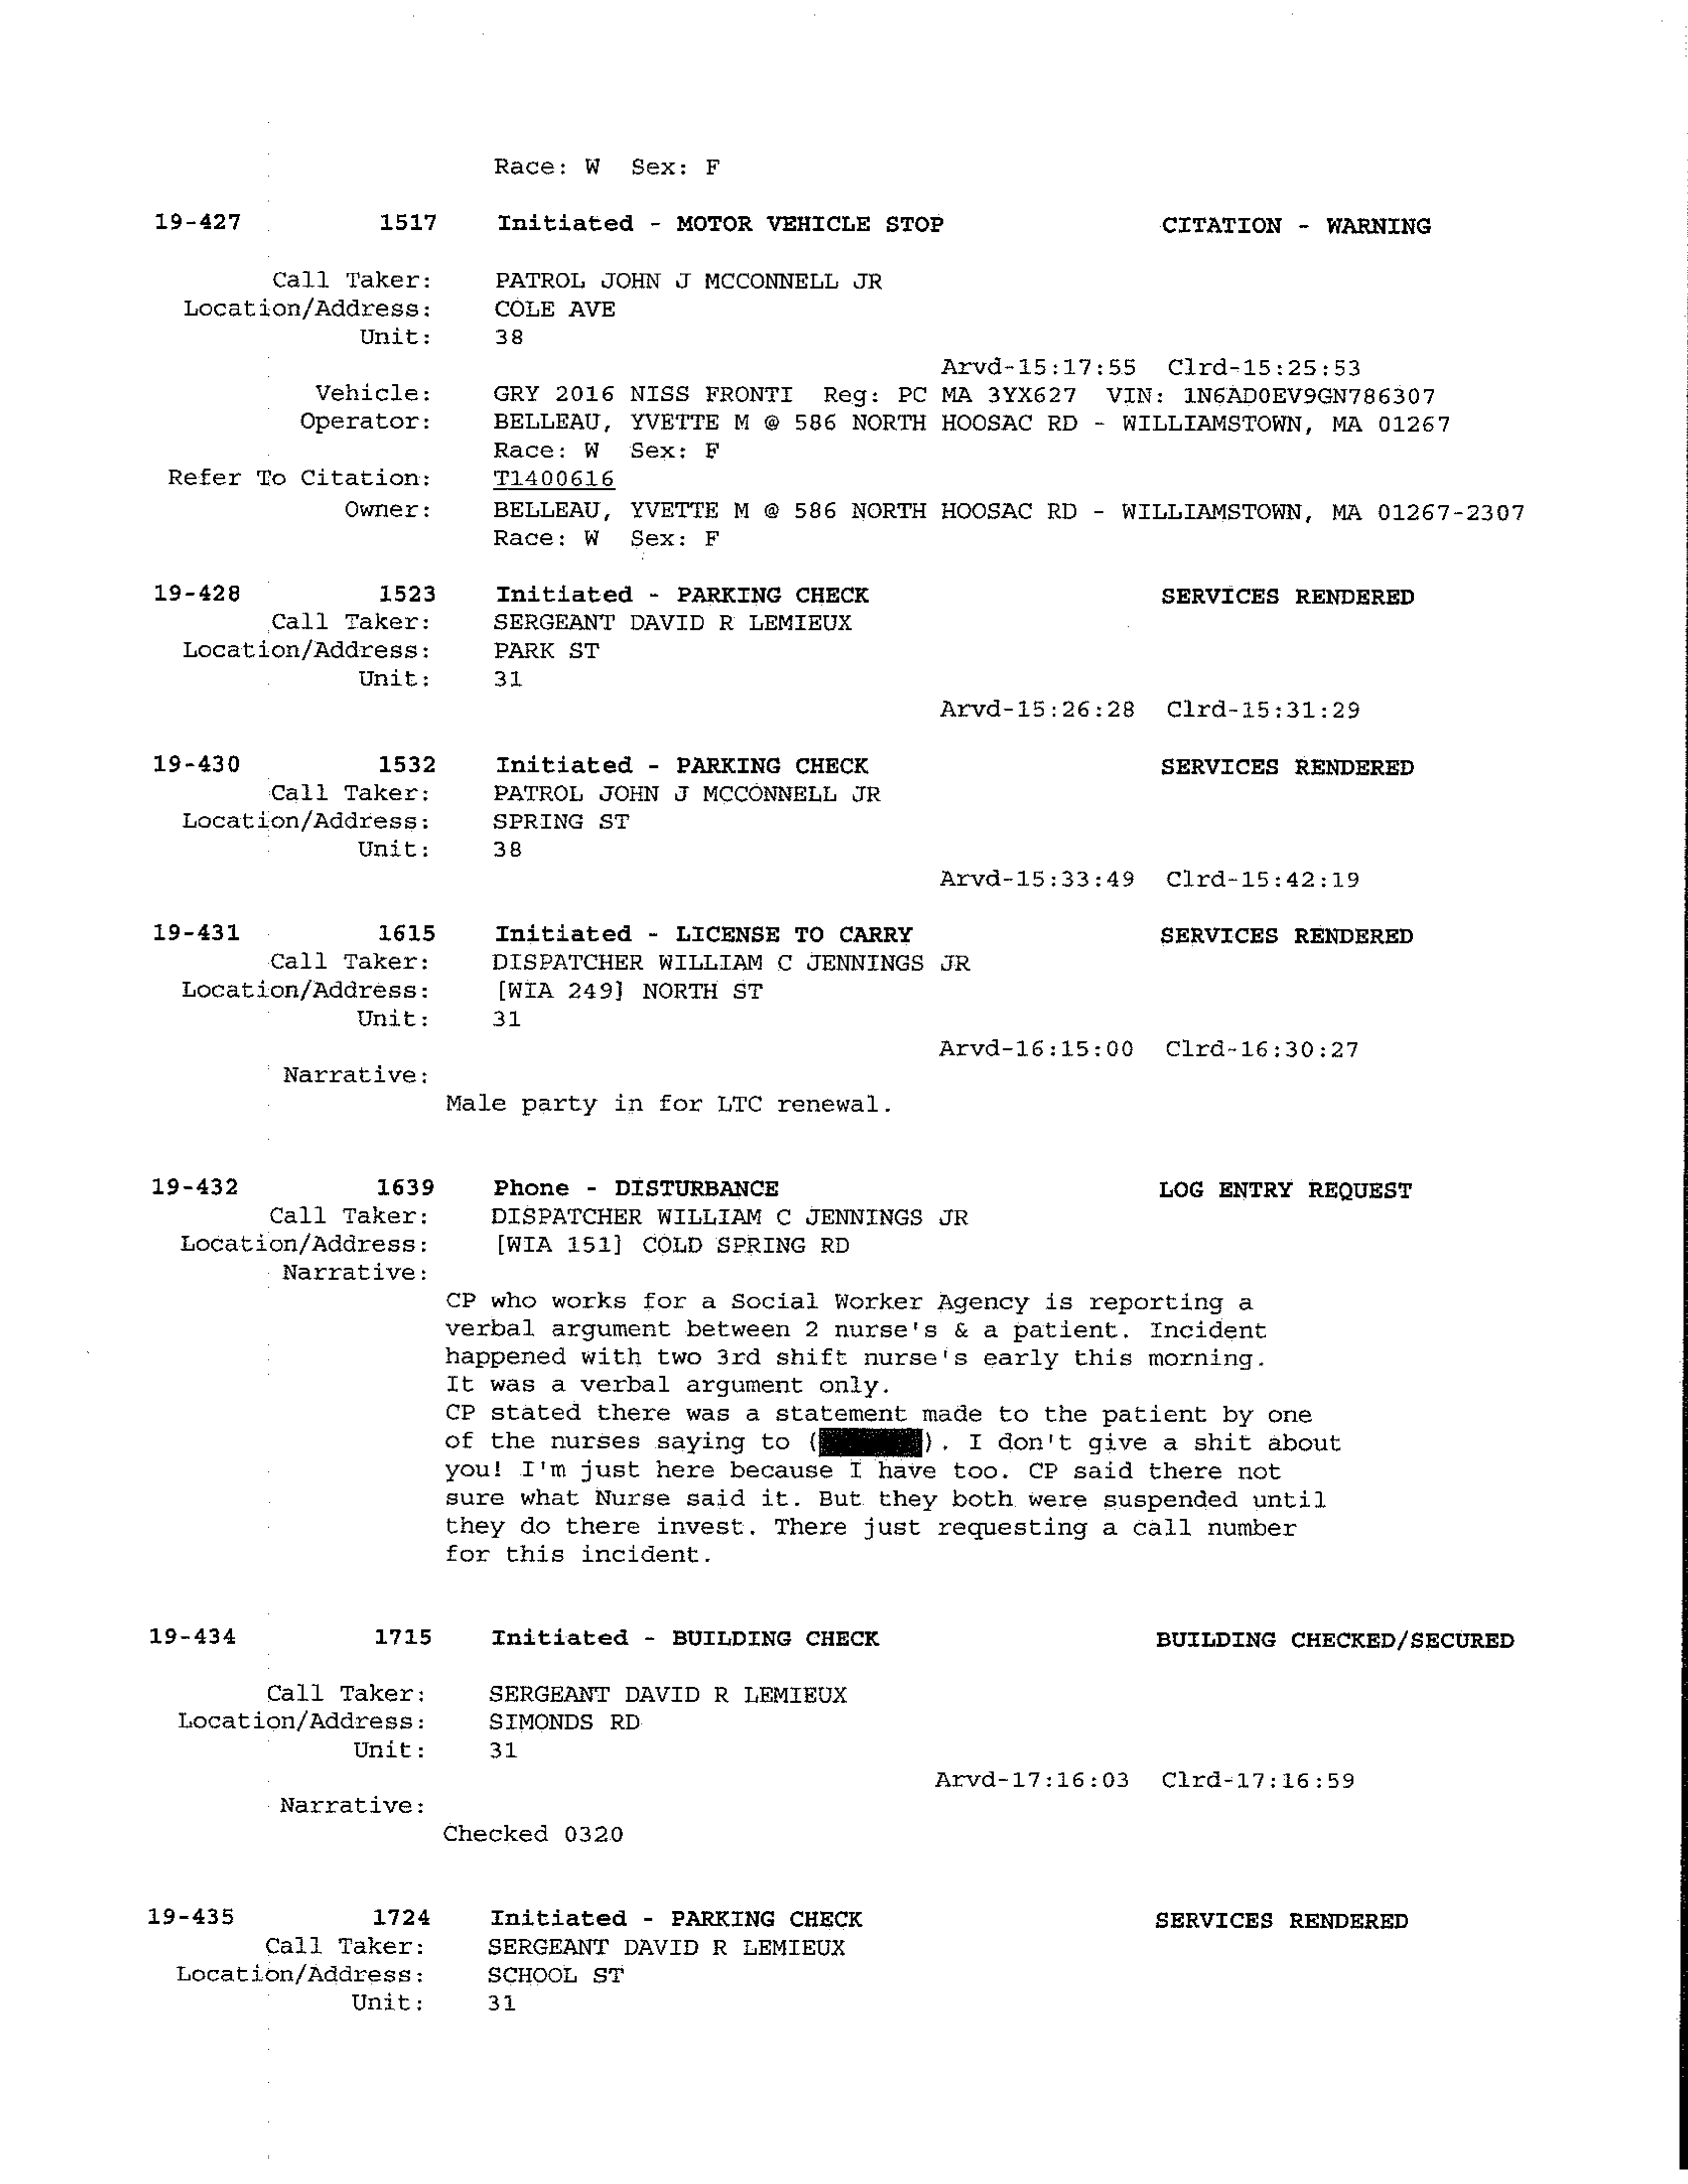 Race: W Sex: F
19-427 1517 Initiated - MOTOR VEHICLE STOP CITATION - WARNING
Call Taker: PATROL JOHN J MCCONNELL JR
Location/Address: COLE AVE
Unit: 38
Arvd-15:17:55 Clrd-15:25:53
Vehicle: GRY 2016 NISS FRONTI Reg: PC MA 3YX627 VIN: 1N6AD0EV9GN786307
Operator: BELLEAU, YVETTE M @ 586 NORTH HOOSAC RD - WILLIAMSTOWN, MA 01267
Race: W Sex: F
Refer To Citation: T1400616
Owner: BELLEAU, YVETTE M @ 586 NORTH HOOSAC RD - WILLIAMSTOWN, MA 01267-2307
Race: W Sex: F
19-428 1523 Initiated - PARKING CHECK SERVICES RENDERED
Call Taker: SERGEANT DAVID R LEMIEUX
Location/Address: PARK ST
Unit: 31
Arvd-15:26:28 Clrd-15:31:29
19-430 1532 Initiated - PARKING CHECK SERVICES RENDERED
Call Taker: PATROL JOHN J MCCONNELL JR
Location/Address: SPRING ST
Unit: 38
Arvd-15:33:49 Clrd-15:42:19
19-431 1615 Initiated - LICENSE TO CARRY SERVICES RENDERED
Call Taker: DISPATCHER WILLIAM C JENNINGS JR
Location/Address: [WIA 249] NORTH ST
Unit: 31
Arvd-16:15:00 Clrd-16:30:27
Narrative:
Male party in for LTC renewal.
19-432 1639 Phone - DISTURBANCE LOG ENTRY REQUEST
Call Taker: DISPATCHER WILLIAM C JENNINGS JR
Location/Address: [WIA 151] COLD SPRING RD
Narrative:
CP who works for a Social Worker Agency is reporting a
verbal argument between 2 nurse's & a patient. Incident
happened with two 3rd shift nurse's early this morning.
It was a verbal argument only.
CP stated there was a statement made to the patient by one
of the nurses saying to ( ). I don't give a shit about
you! I'm just here because I have too. CP said there not
sure what Nurse said it. But they both were suspended until
they do there invest. There just requesting a call number
for this incident.
19-434 1715 Initiated - BUILDING CHECK BUILDING CHECKED/SECURED
Call Taker: SERGEANT DAVID R LEMIEUX
Location/Address: SIMONDS RD
Unit: 31
Arvd-17:16:03 Clrd-17:16:59
Narrative:
Checked 0320
19-435 1724 Initiated - PARKING CHECK SERVICES RENDERED
Call Taker: SERGEANT DAVID R LEMIEUX
Location/Address: SCHOOL ST
Unit: 31